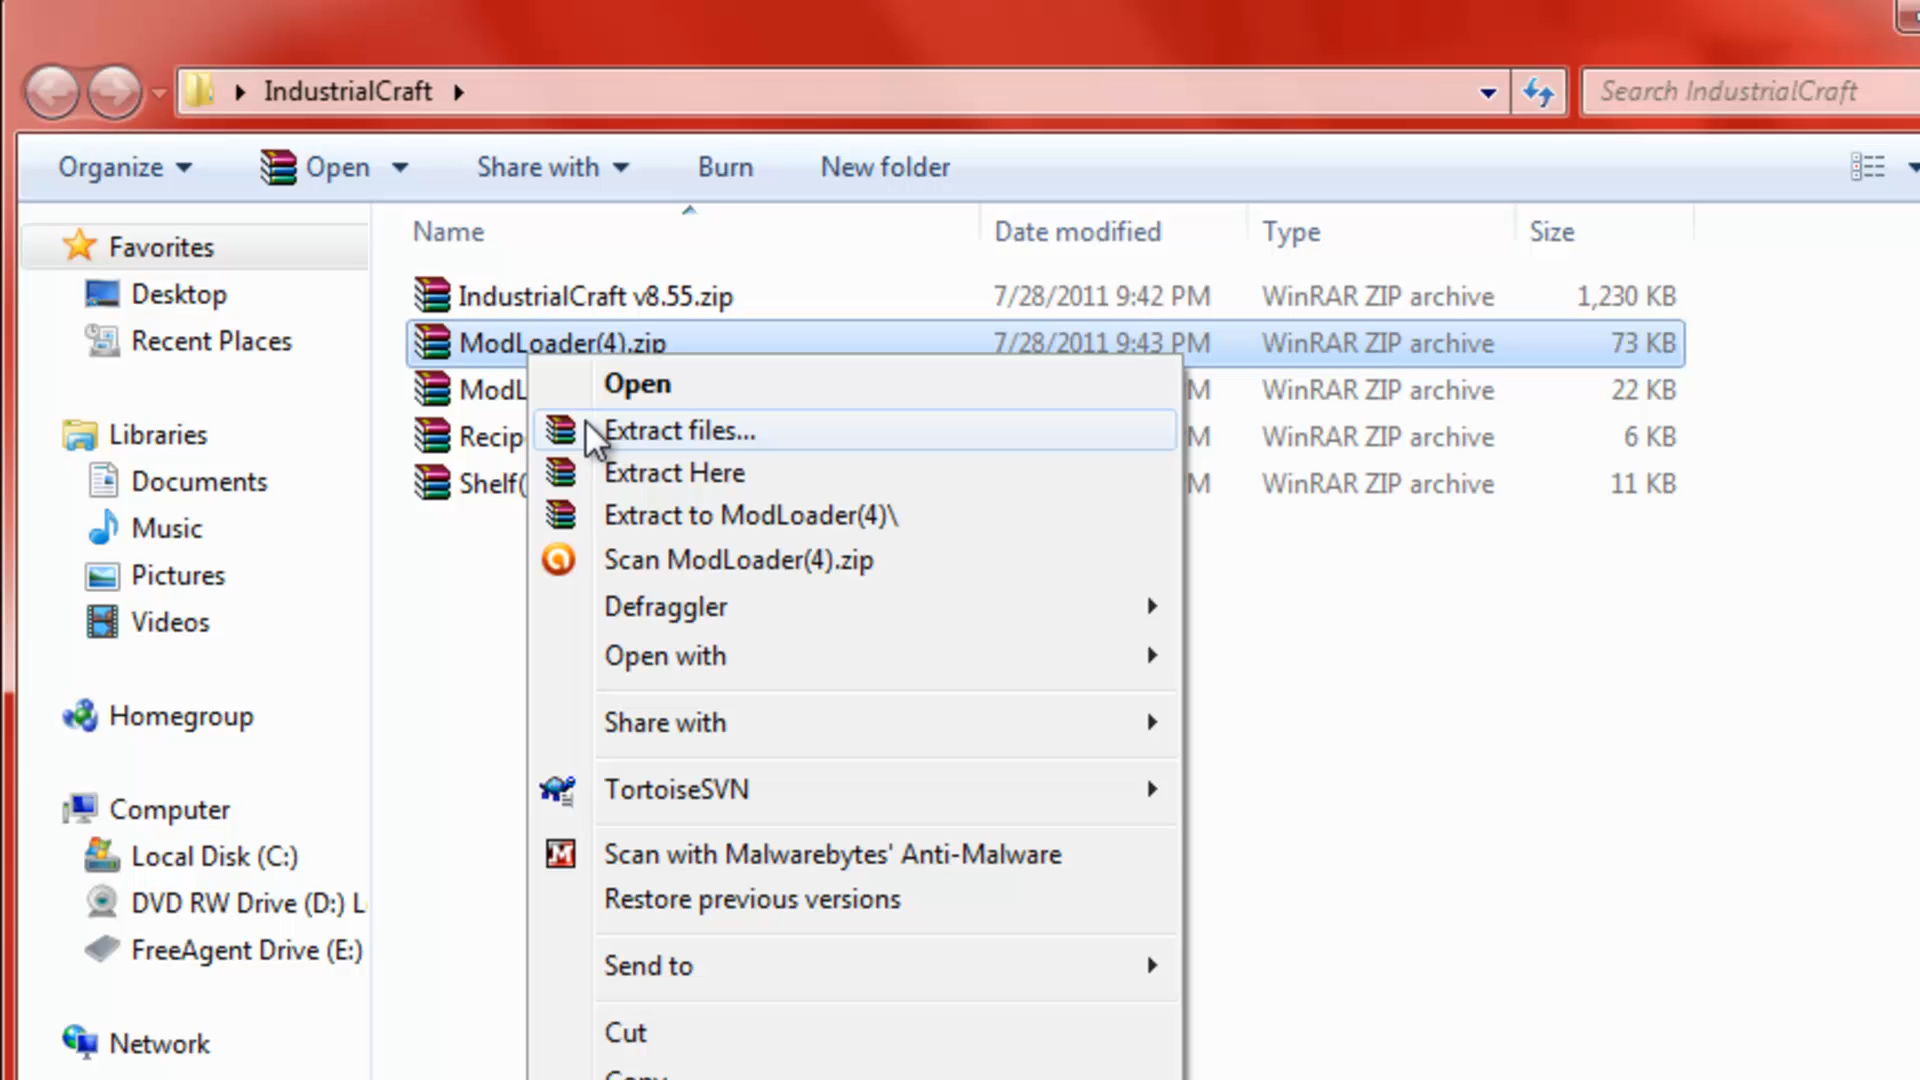 IndustrialCraft
Search IndustrialCraft
Organize Open Share with Burn New folder
Name Date modified Type Size
Favorites
Desktop
Recent Places
Libraries
Documents
Music
Pictures
Videos
Homegroup
Computer
Local Disk (C:)
DVD RW Drive (D:) L
FreeAgent Drive (E:)
Network
IndustrialCraft v8.55.zip 7/28/2011 9:42 PM WinRAR ZIP archive 1,230 KB
ModLoader(4).zip 7/28/2011 9:43 PM WinRAR ZIP archive 73 KB
ModL M WinRAR ZIP archive 22 KB
Recip M WinRAR ZIP archive 6 KB
Shelf( M WinRAR ZIP archive 11 KB
Open
Extract files...
Extract Here
Extract to ModLoader(4)\
Scan ModLoader(4).zip
Defraggler
Open with
Share with
TortoiseSVN
Scan with Malwarebytes' Anti-Malware
Restore previous versions
Send to
Cut
Copy